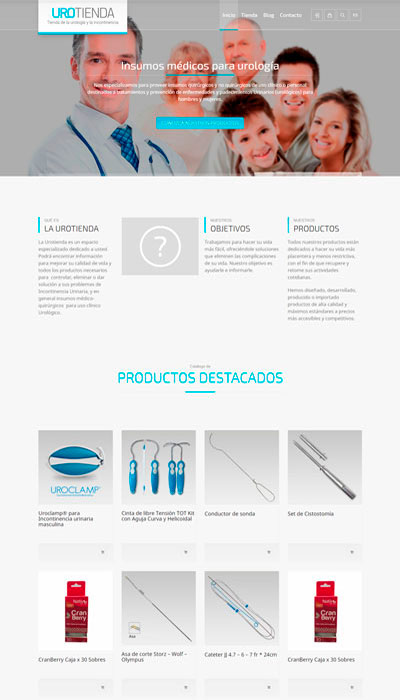 UROTIENDA
Tienda de la urología y la incontinencia
Inicio Tienda Blog Contacto
Insumos médicos para urología
Nos especializamos para proveer insumos quirúrgicos y no quirúrgicos de uso clínico o personal
destinados a tratamientos y prevención de enfermedades y padecimientos urinarios (urológicos) para
hombres y mujeres.
QUÉ ES
LA UROTIENDA
La Urotienda es un espacio
especializado dedicado a usted.
Podrá encontrar información
para mejorar su calidad de vida y
todos los productos necesarios
para controlar, eliminar o dar
solución a sus problemas de
Incontinencia Urinaria, y en
general insumos médico-
quirúrgicos para uso clínico
Urológico.
?
NUESTROS
OBJETIVOS
Trabajamos para hacer su vida
más fácil, ofreciéndole soluciones
que eliminen las complicaciones
de su vida. Nuestro objetivo es
ayudarle e informarle.
NUESTROS
PRODUCTOS
Todos nuestros productos están
dedicados a hacer su vida más
placentera y menos restrictiva,
con el fin de que recupere y
retome sus actividades
cotidianas.
Hemos diseñado, desarrollado,
producido o importado
productos de alta calidad y
máximos estándares a precios
más accesibles y competitivos.
Catálogo de
PRODUCTOS DESTACADOS
UROCLAMP
Uroclamp® para
Incontinencia urinaria
masculina
Cinta de libre Tensión TOT Kit
con Aguja Curva y Helicoidal
Conductor de sonda
Set de Cistostomía
Cran
Berry
CranBerry Caja x 30 Sobres
Asa
Asa de corte Storz – Wolf –
Olympus
Cateter JJ 4.7 – 6 – 7 fr * 24cm
Cran
Berry
CranBerry Caja x 30 Sobres